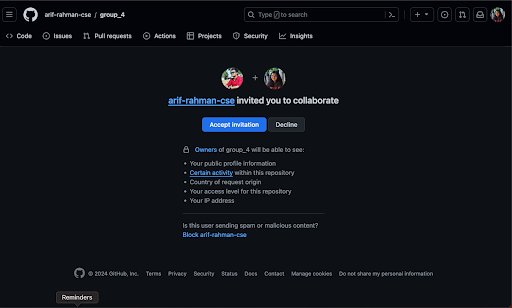 arif-rahman-cse / group_4
Type / to search
Code Issues Pull requests Actions Projects Security Insights
+
arif-rahman-cse invited you to collaborate
Accept invitation Decline
Owners of group_4 will be able to see:
• Your public profile information
• Certain activity within this repository
• Country of request origin
• Your access level for this repository
• Your IP address
Is this user sending spam or malicious content?
Block arif-rahman-cse
© 2024 GitHub, Inc. Terms Privacy Security Status Docs Contact Manage cookies Do not share my personal information
Reminders